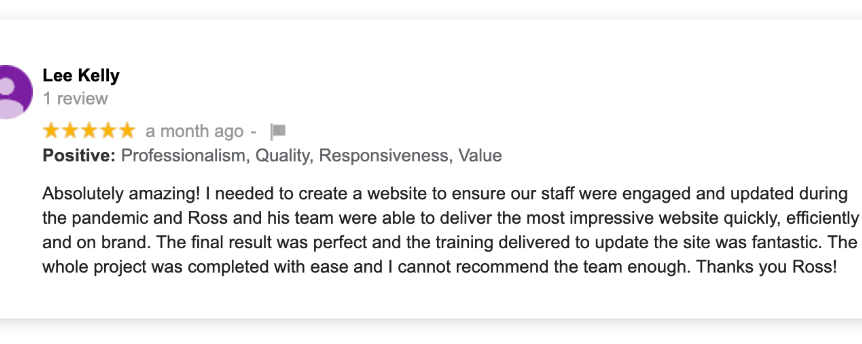 Lee Kelly
1 review
a month ago -
Positive: Professionalism, Quality, Responsiveness, Value
Absolutely amazing! I needed to create a website to ensure our staff were engaged and updated during
the pandemic and Ross and his team were able to deliver the most impressive website quickly, efficiently
and on brand. The final result was perfect and the training delivered to update the site was fantastic. The
whole project was completed with ease and I cannot recommend the team enough. Thanks you Ross!